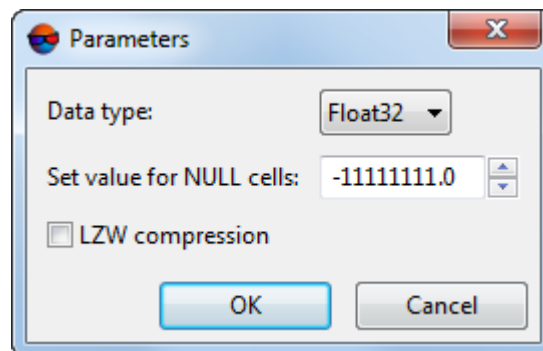 Parameters
Data type: Float32
Set value for NULL cells: -11111111.0
LZW compression
OK Cancel